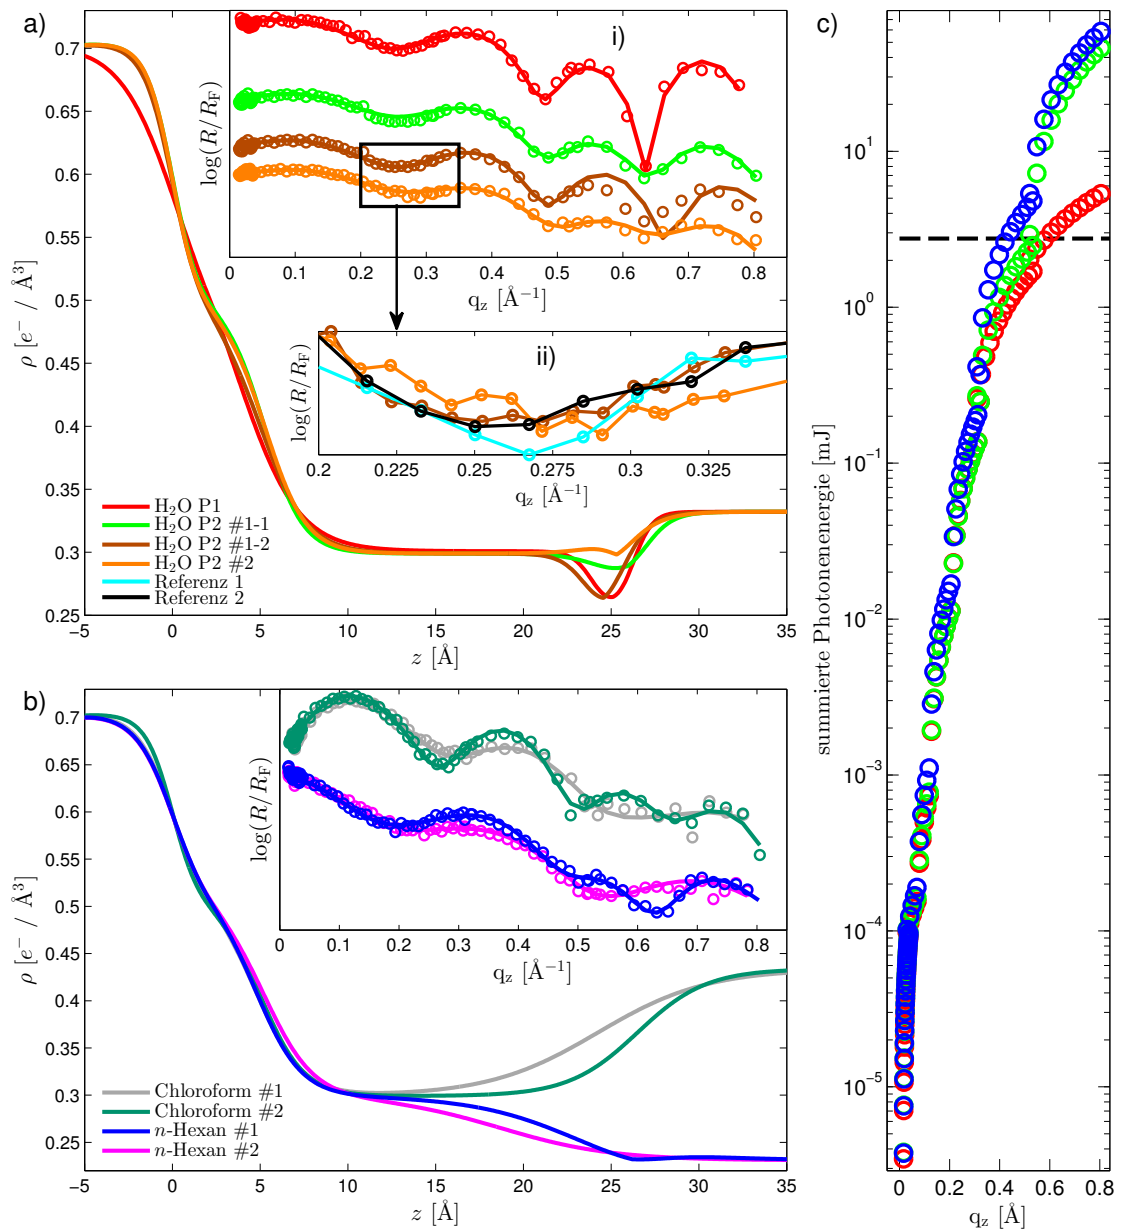 a)
0.7
0.65
0.6
0.55
0.5
0.45
0.4
0.35
0.3
0.25
ρ [e⁻ / Å³]
−5 0 5 10 15 20 25 30 35
z [Å]
H₂O P1
H₂O P2 #1-1
H₂O P2 #1-2
H₂O P2 #2
Referenz 1
Referenz 2
i)
log(R/R_F)
0 0.1 0.2 0.3 0.4 0.5 0.6 0.7 0.8
q_z [Å⁻¹]
ii)
log(R/R_F)
0.2 0.225 0.25 0.275 0.3 0.325
q_z [Å⁻¹]
b)
0.7
0.65
0.6
0.55
0.5
0.45
0.4
0.35
0.3
0.25
ρ [e⁻ / Å³]
−5 0 5 10 15 20 25 30 35
z [Å]
Chloroform #1
Chloroform #2
n-Hexan #1
n-Hexan #2
log(R/R_F)
0 0.1 0.2 0.3 0.4 0.5 0.6 0.7 0.8
q_z [Å⁻¹]
c)
10¹
10⁰
10⁻¹
10⁻²
10⁻³
10⁻⁴
10⁻⁵
summierte Photonenergie [mJ]
0 0.2 0.4 0.6 0.8
q_z [Å]